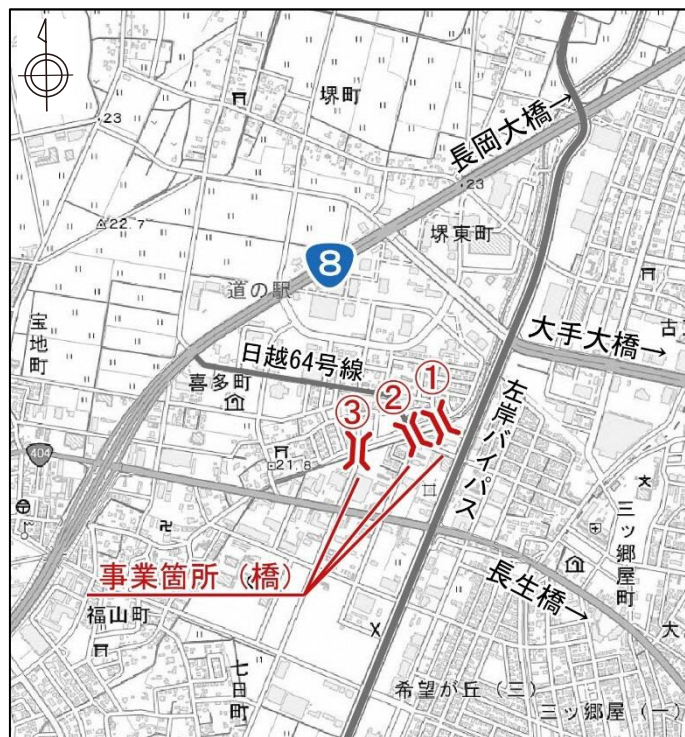 堺町
23
長岡大橋→
23
22.7
堺東町
8
道の駅
古
大手大橋→
宝地町
日越64号線
喜多町
①
②
③
左岸バイパス
404
21.8
三ッ郷屋町
事業箇所（橋）
長生橋→
福山町
大
七日町
希望が丘（三）
三ッ郷屋（一）